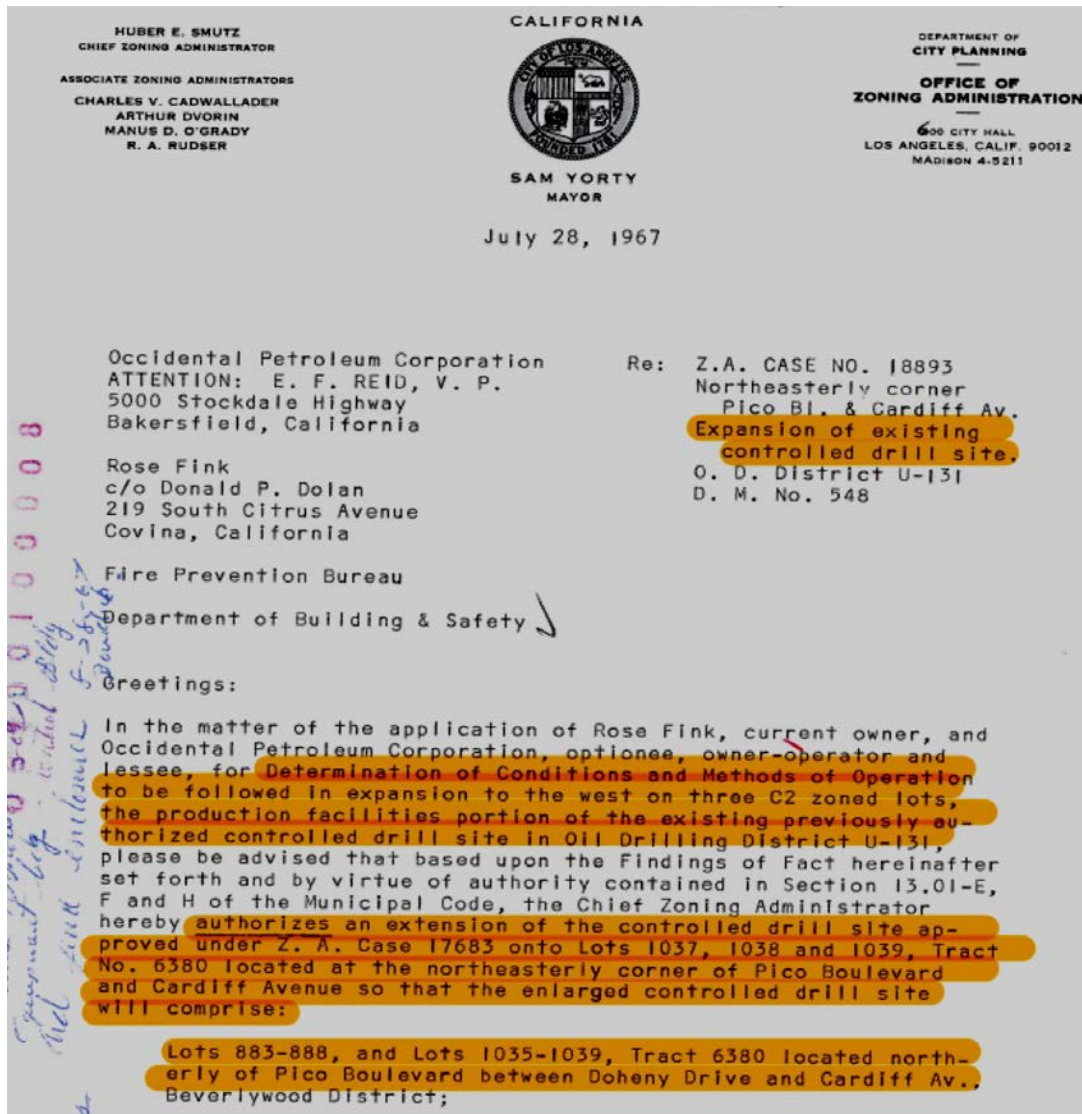 HUBER E. SMUTZ
CHIEF ZONING ADMINISTRATOR
ASSOCIATE ZONING ADMINISTRATORS
CHARLES V. CADWALLADER
ARTHUR DVORIN
MANUS D. O'GRADY
R. A. RUDSER
CALIFORNIA
CITY OF LOS ANGELES
FOUNDED 1781
SAM YORTY
MAYOR
DEPARTMENT OF
CITY PLANNING
OFFICE OF
ZONING ADMINISTRATION
600 CITY HALL
LOS ANGELES, CALIF. 90012
MADISON 4-5211
July 28, 1967
Occidental Petroleum Corporation
ATTENTION: E. F. REID, V. P.
5000 Stockdale Highway
Bakersfield, California
Re: Z.A. CASE NO. 18893
Northeasterly corner
Pico Bl. & Cardiff Av.
Expansion of existing
controlled drill site.
O. D. District U-131
D. M. No. 548
Rose Fink
c/o Donald P. Dolan
219 South Citrus Avenue
Covina, California
Fire Prevention Bureau
Department of Building & Safety
Greetings:
In the matter of the application of Rose Fink, current owner, and
Occidental Petroleum Corporation, optionee, owner-operator and
lessee, for Determination of Conditions and Methods of Operation
to be followed in expansion to the west on three C2 zoned lots,
the production facilities portion of the existing previously au-
thorized controlled drill site in Oil Drilling District U-131,
please be advised that based upon the Findings of Fact hereinafter
set forth and by virtue of authority contained in Section 13.01-E,
F and H of the Municipal Code, the Chief Zoning Administrator
hereby authorizes an extension of the controlled drill site ap-
proved under Z. A. Case 17683 onto Lots 1037, 1038 and 1039, Tract
No. 6380 located at the northeasterly corner of Pico Boulevard
and Cardiff Avenue so that the enlarged controlled drill site
will comprise:
Lots 883-888, and Lots 1035-1039, Tract 6380 located north-
erly of Pico Boulevard between Doheny Drive and Cardiff Av.,
Beverlywood District;